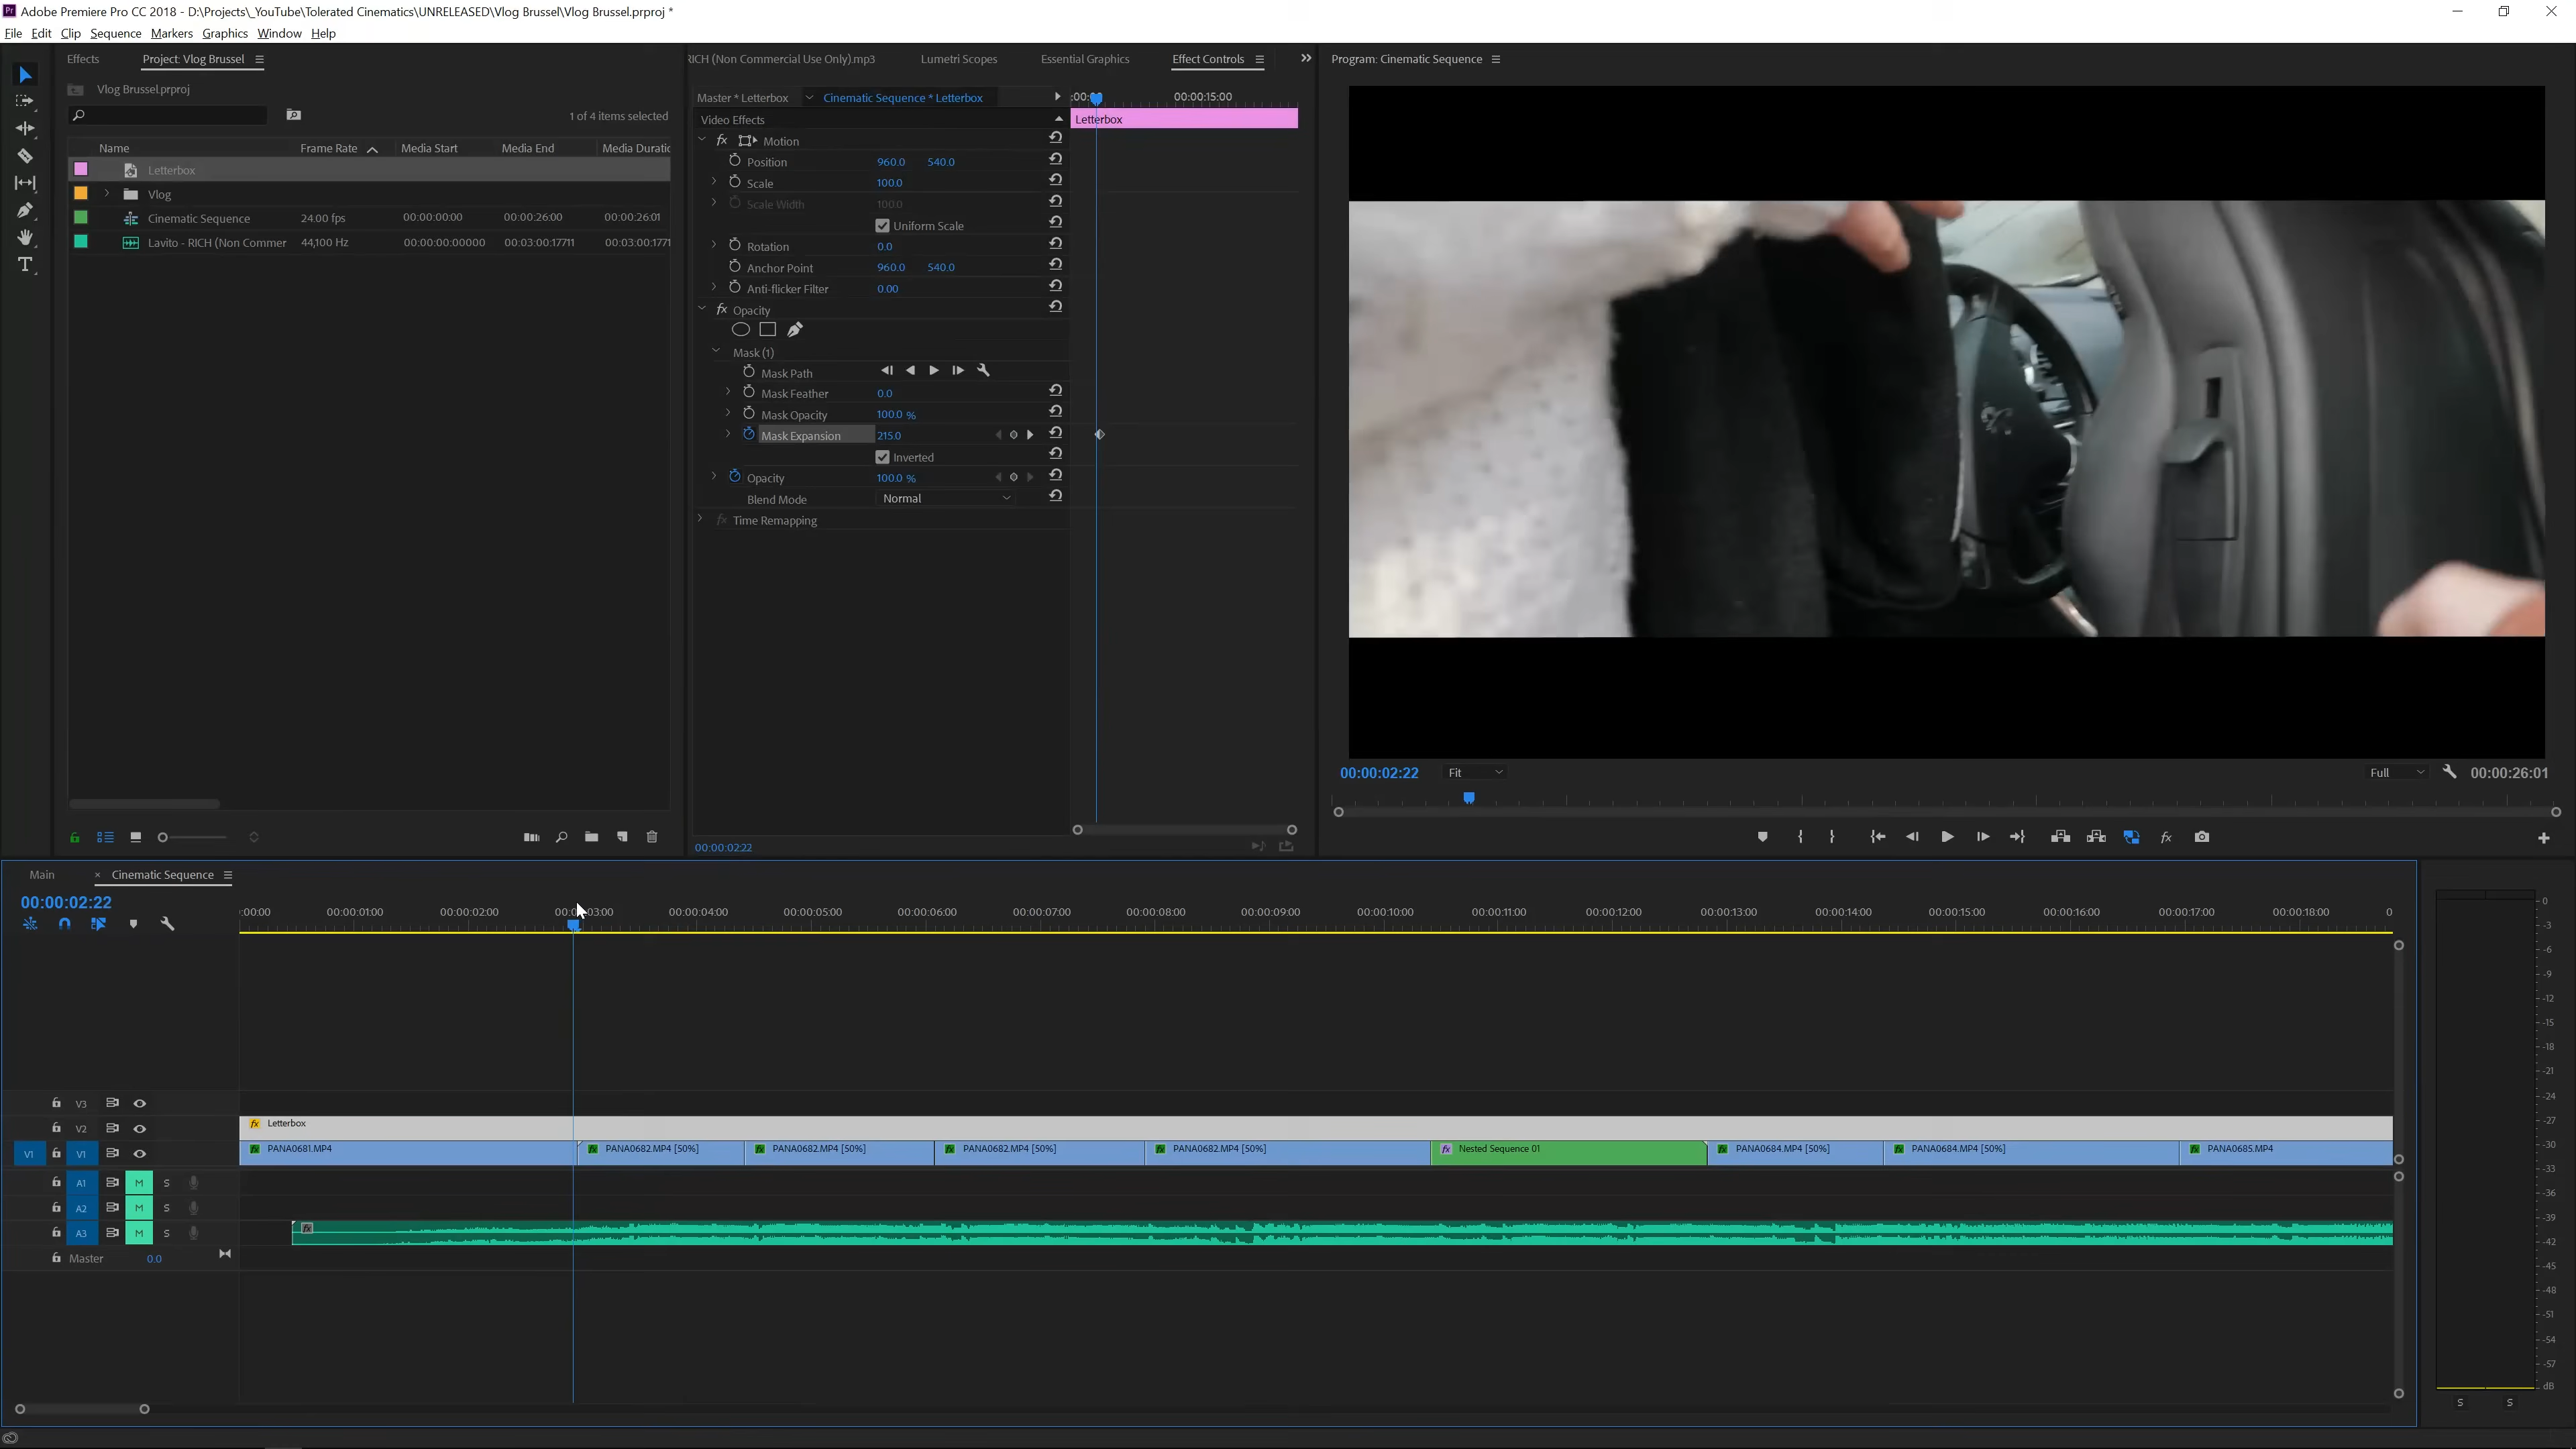 Adobe Premiere Pro CC 2018 - D:\Projects\_YouTube\Tolerated Cinematics\UNRELEASED\Vlog Brussel\Vlog Brussel.prproj *
File Edit Clip Sequence Markers Graphics Window Help
Effects Project: Vlog Brussel
Vlog Brussel.prproj
1 of 4 items selected
Name Frame Rate Media Start Media End Media Duratic
Letterbox
Vlog
Cinematic Sequence 24.00 fps 00:00:00:00 00:00:26:00 00:00:26:01
Lavito - RICH (Non Commer 44,100 Hz 00:00:00:00000 00:03:00:17711 00:03:00:1771
RICH (Non Commercial Use Only).mp3 Lumetri Scopes Essential Graphics Effect Controls
Master * Letterbox Cinematic Sequence * Letterbox 00:00:15:00
Video Effects Letterbox
fx Motion
Position 960.0 540.0
Scale 100.0
Scale Width 100.0
Uniform Scale
Rotation 0.0
Anchor Point 960.0 540.0
Anti-flicker Filter 0.00
fx Opacity
Mask (1)
Mask Path
Mask Feather 0.0
Mask Opacity 100.0 %
Mask Expansion 215.0
Inverted
Opacity 100.0 %
Blend Mode Normal
fx Time Remapping
00:00:02:22
Program: Cinematic Sequence
00:00:02:22 Fit Full 00:00:26:01
fx
Main × Cinematic Sequence
00:00:02:22
:00:00 00:00:01:00 00:00:02:00 00:00:03:00 00:00:04:00 00:00:05:00 00:00:06:00 00:00:07:00 00:00:08:00 00:00:09:00 00:00:10:00 00:00:11:00 00:00:12:00 00:00:13:00 00:00:14:00 00:00:15:00 00:00:16:00 00:00:17:00 00:00:18:00 0
V3
V2 fx Letterbox
V1 V1 fx PANA0681.MP4 fx PANA0682.MP4 [50%] fx PANA0682.MP4 [50%] fx PANA0682.MP4 [50%] fx PANA0682.MP4 [50%] fx Nested Sequence 01 fx PANA0684.MP4 [50%] fx PANA0684.MP4 [50%] fx PANA0685.MP4
A1 M S
A2 M S
A3 M S fx
Master 0.0
0
-3
-6
-9
-12
-15
-18
-21
-24
-27
-30
-33
-36
-39
-42
-45
-48
-51
-54
-57
dB
S S